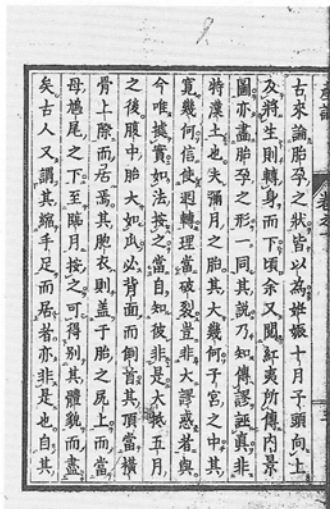 古來論胎孕之狀皆以為姙娠十月子頭向上
及將生則轉身而下頃余又閱紅夷所傳內景
圖亦畫胎孕之形一同其說乃知傳謬誣真非
特漢土也夫彌月之胎其大幾何子宮之中其
寬幾何信使迴轉理當破裂豈非大謬惑者與
今唯據實如法按之當自知彼非是大抵五月
之後腹中胎大如瓜必背面而倒首其頂當橫
骨上際而居焉其胞衣則蓋于胎之尻上而當
母鳩尾之下至臨月按之可得別其體貌而盡
矣古人又謂其縮手足而居者亦非是也自其